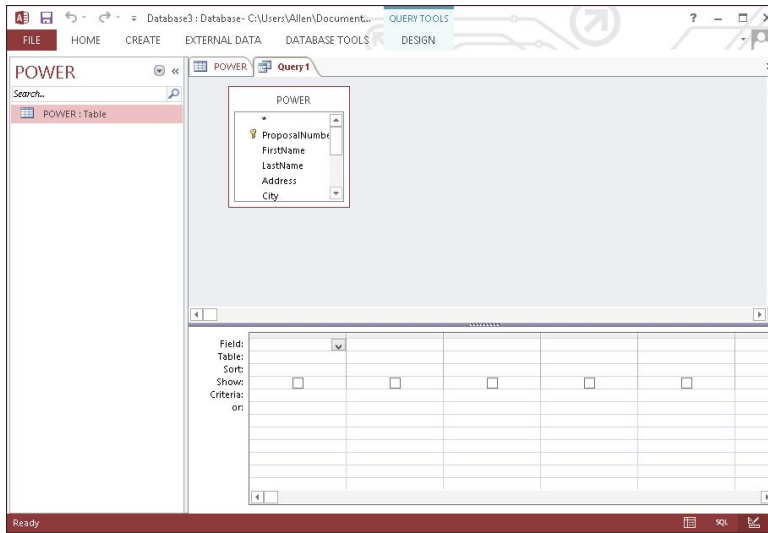 Database3 : Database- C:\Users\Allen\Document... QUERY TOOLS ?
FILE HOME CREATE EXTERNAL DATA DATABASE TOOLS DESIGN
POWER «
Search..
POWER : Table
POWER Query1
POWER
*
ProposalNumbe
FirstName
LastName
Address
City
Field:
Table:
Sort:
Show:
Criteria:
or:
Ready SQL